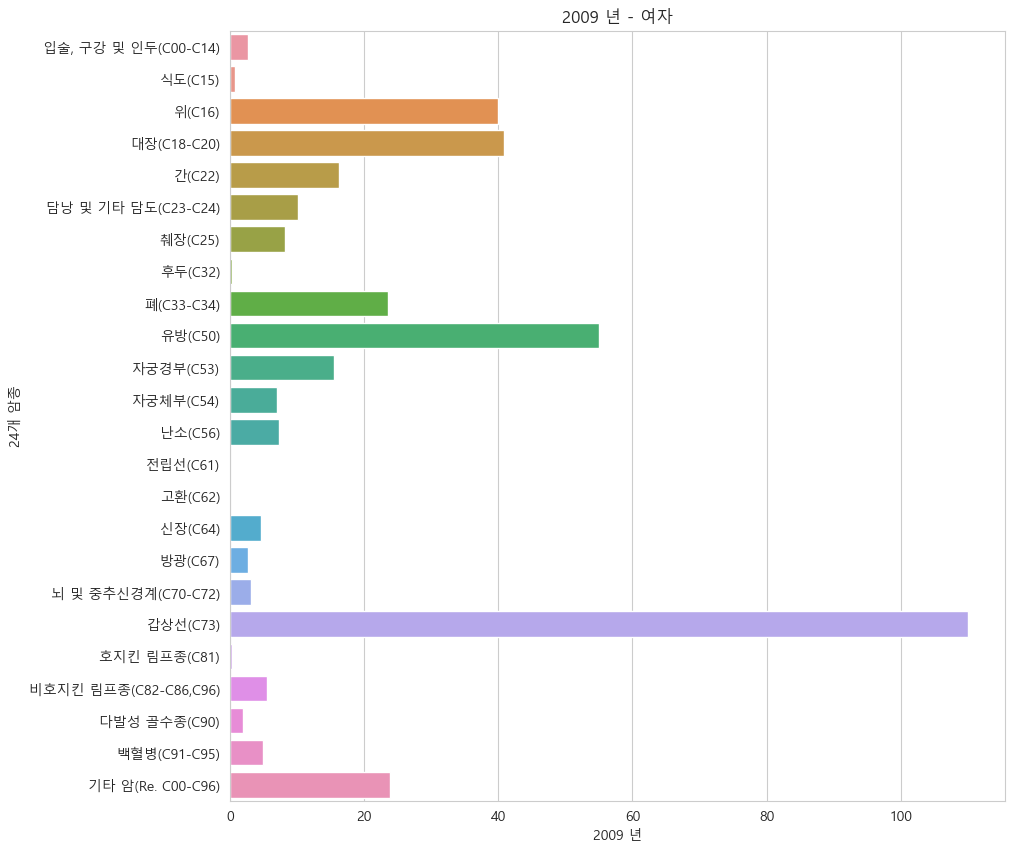 2009 년 - 여자
입술, 구강 및 인두(C00-C14)
식도(C15)
위(C16)
대장(C18-C20)
간(C22)
담낭 및 기타 담도(C23-C24)
췌장(C25)
후두(C32)
폐(C33-C34)
유방(C50)
자궁경부(C53)
자궁체부(C54)
난소(C56)
전립선(C61)
고환(C62)
신장(C64)
방광(C67)
뇌 및 중추신경계(C70-C72)
갑상선(C73)
호지킨 림프종(C81)
비호지킨 림프종(C82-C86,C96)
다발성 골수종(C90)
백혈병(C91-C95)
기타 암(Re. C00-C96)
24개 암종
0 20 40 60 80 100
2009 년